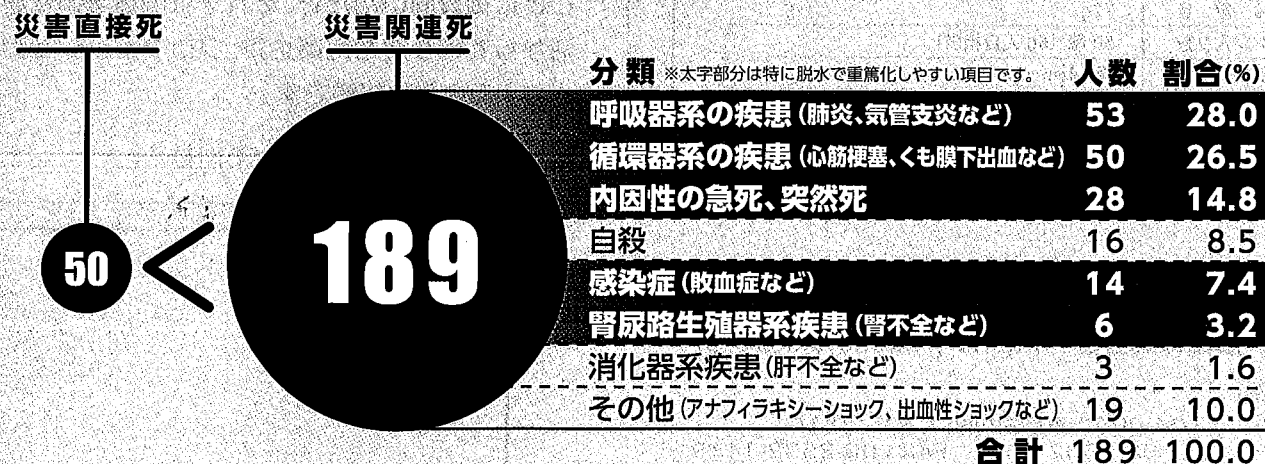 災害直接死
災害関連死
50
<
189
分類 ※太字部分は特に脱水で重篤化しやすい項目です。 人数 割合(%)
呼吸器系の疾患(肺炎、気管支炎など) 53 28.0
循環器系の疾患(心筋梗塞、くも膜下出血など) 50 26.5
内因性の急死、突然死 28 14.8
自殺 16 8.5
感染症(敗血症など) 14 7.4
腎尿路生殖器系疾患(腎不全など) 6 3.2
消化器系疾患(肝不全など) 3 1.6
その他(アナフィラキシーショック、出血性ショックなど) 19 10.0
合計 189 100.0